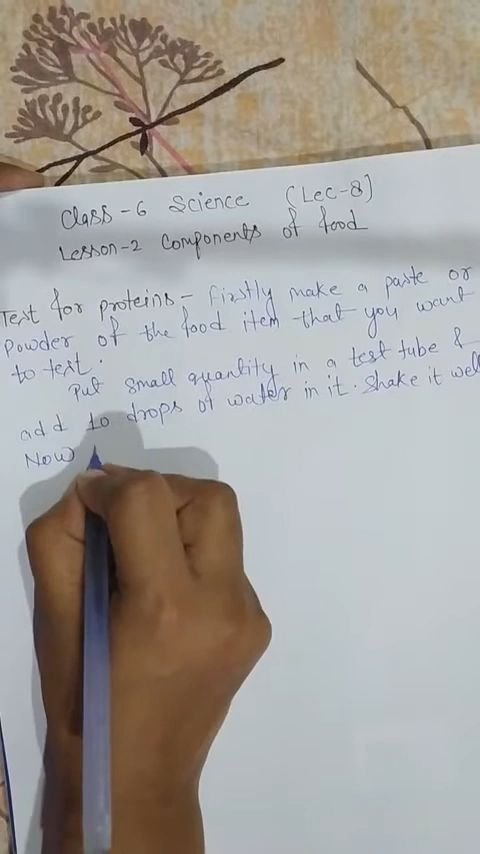 Class-6 Science (Lec-8)
Lesson-2 Components of food
Test for proteins - Firstly make a paste or
Powder of the food item that you want
to test.
Put small quantity in a test tube &
add 10 drops of water in it. Shake it well
Now